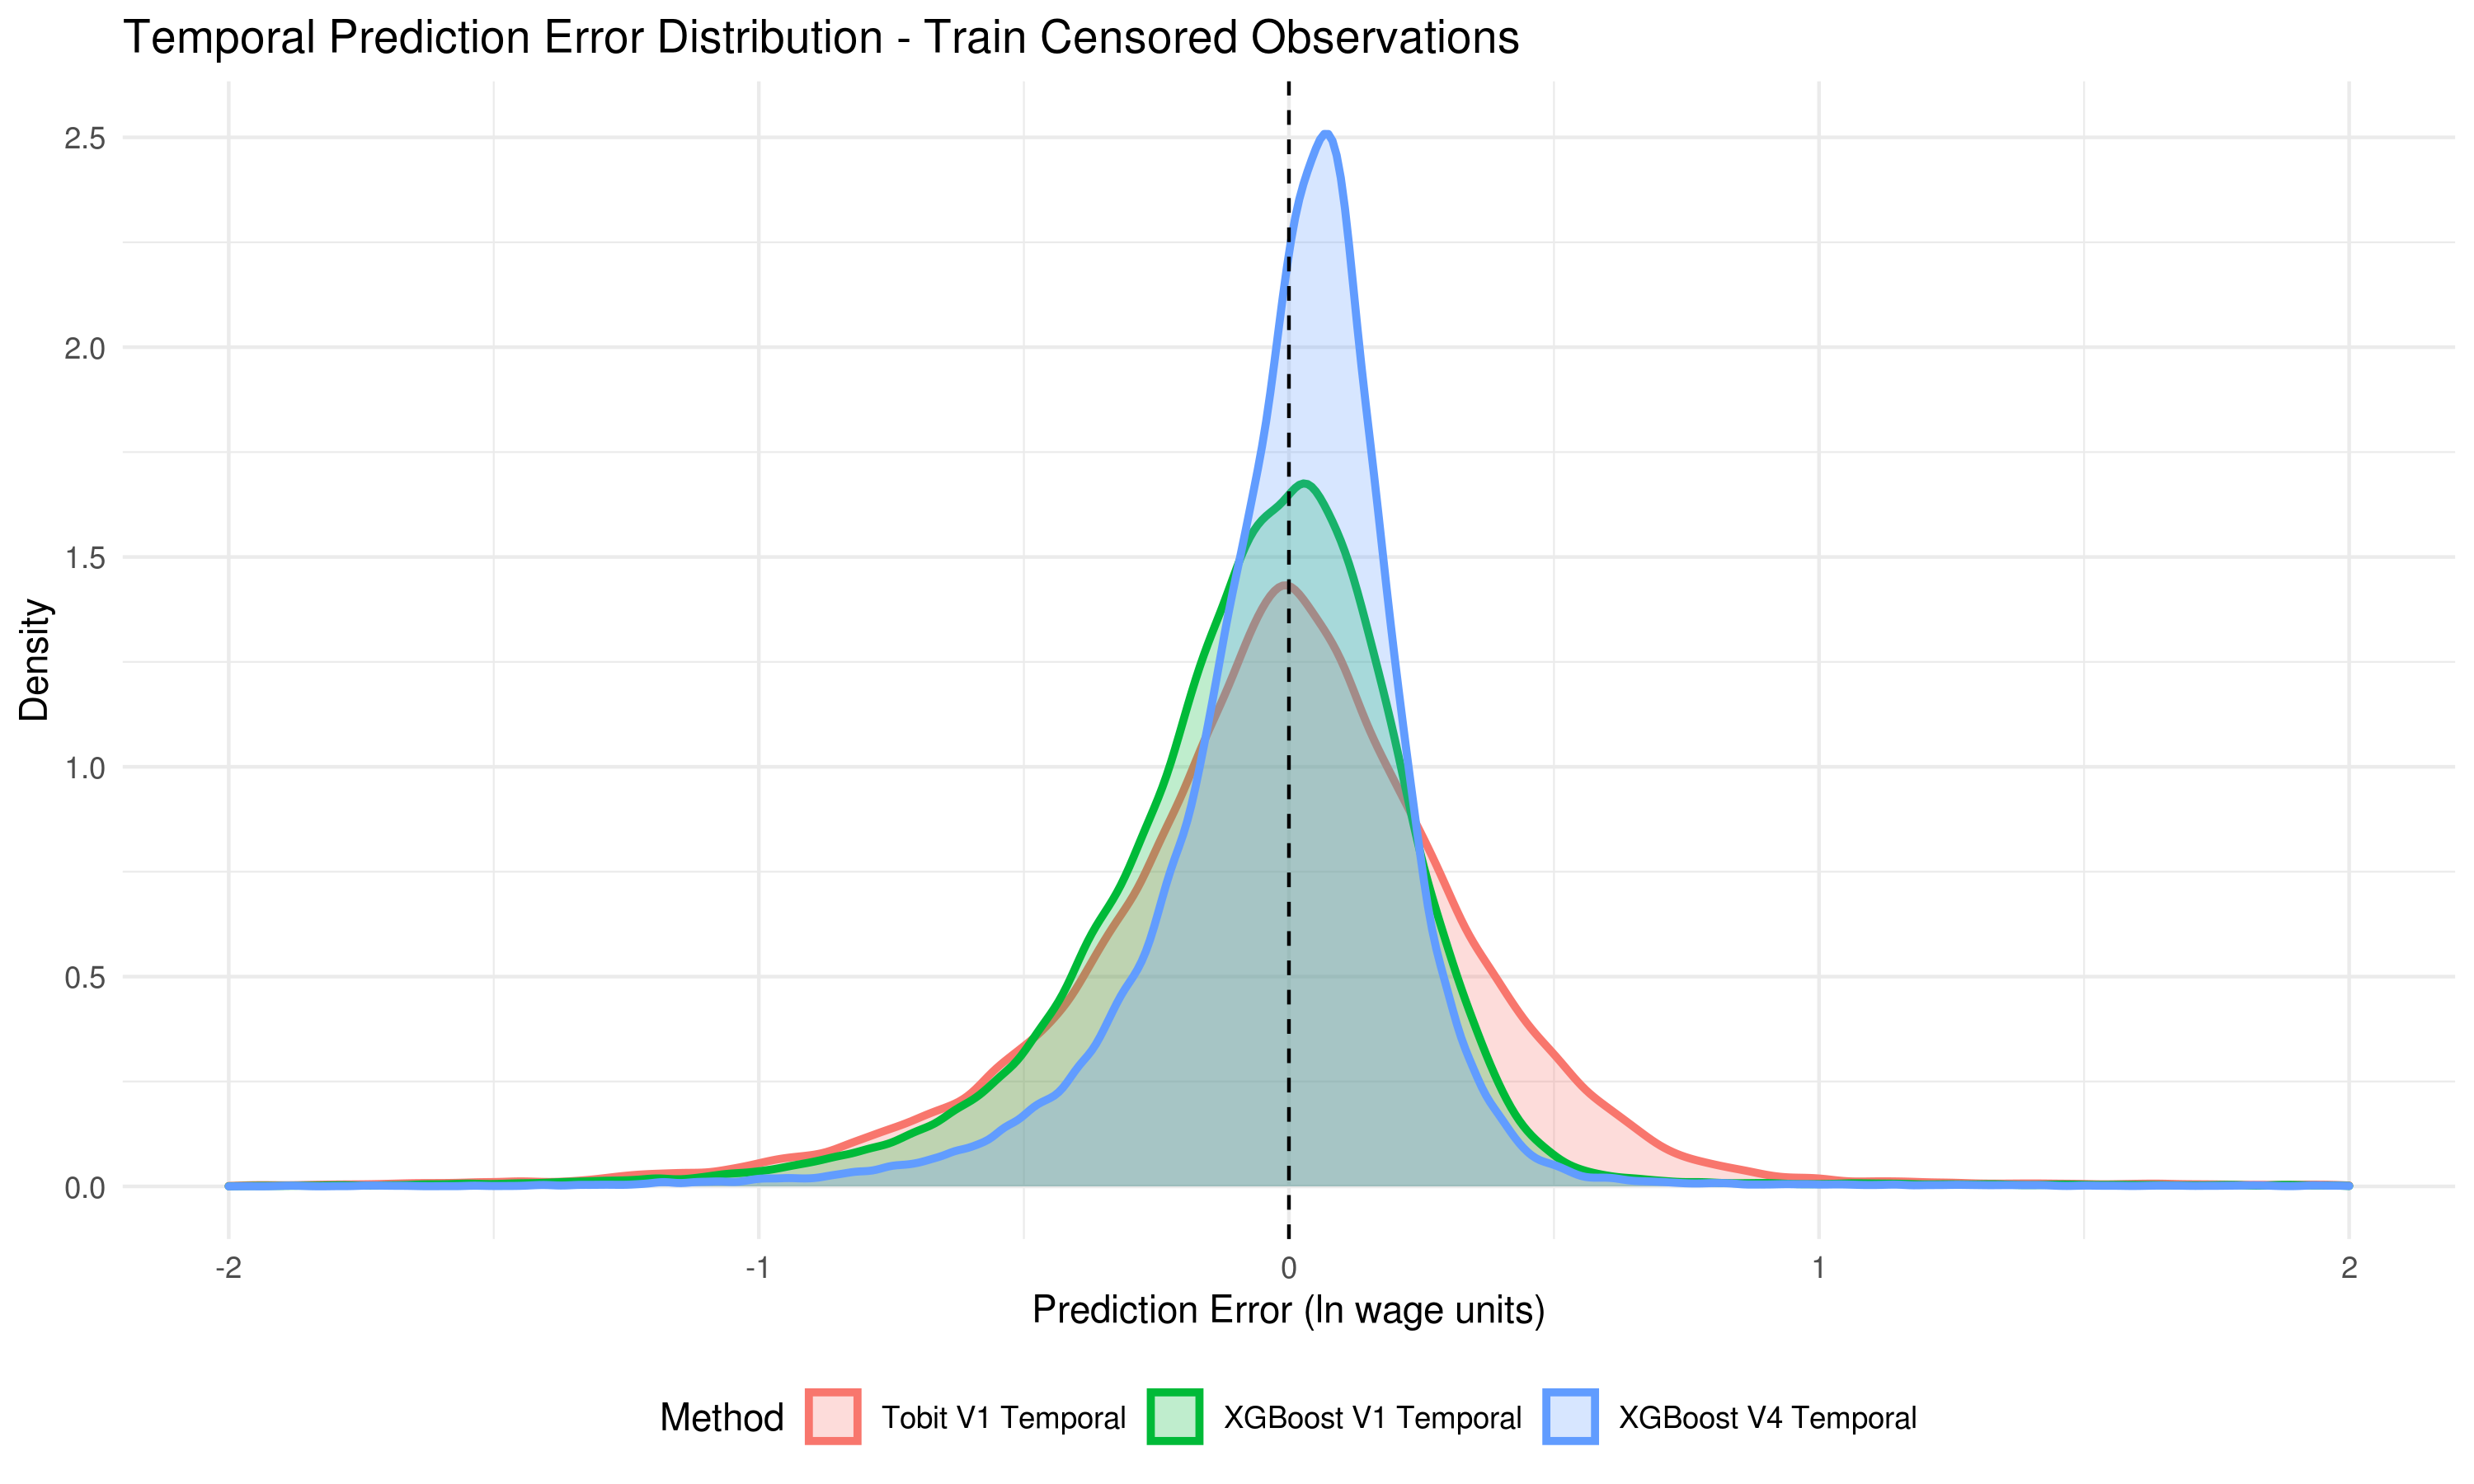 Temporal Prediction Error Distribution - Train Censored Observations
Density
2.5
2.0
1.5
1.0
0.5
0.0
-2
-1
0
1
2
Prediction Error (ln wage units)
Method
Tobit V1 Temporal
XGBoost V1 Temporal
XGBoost V4 Temporal